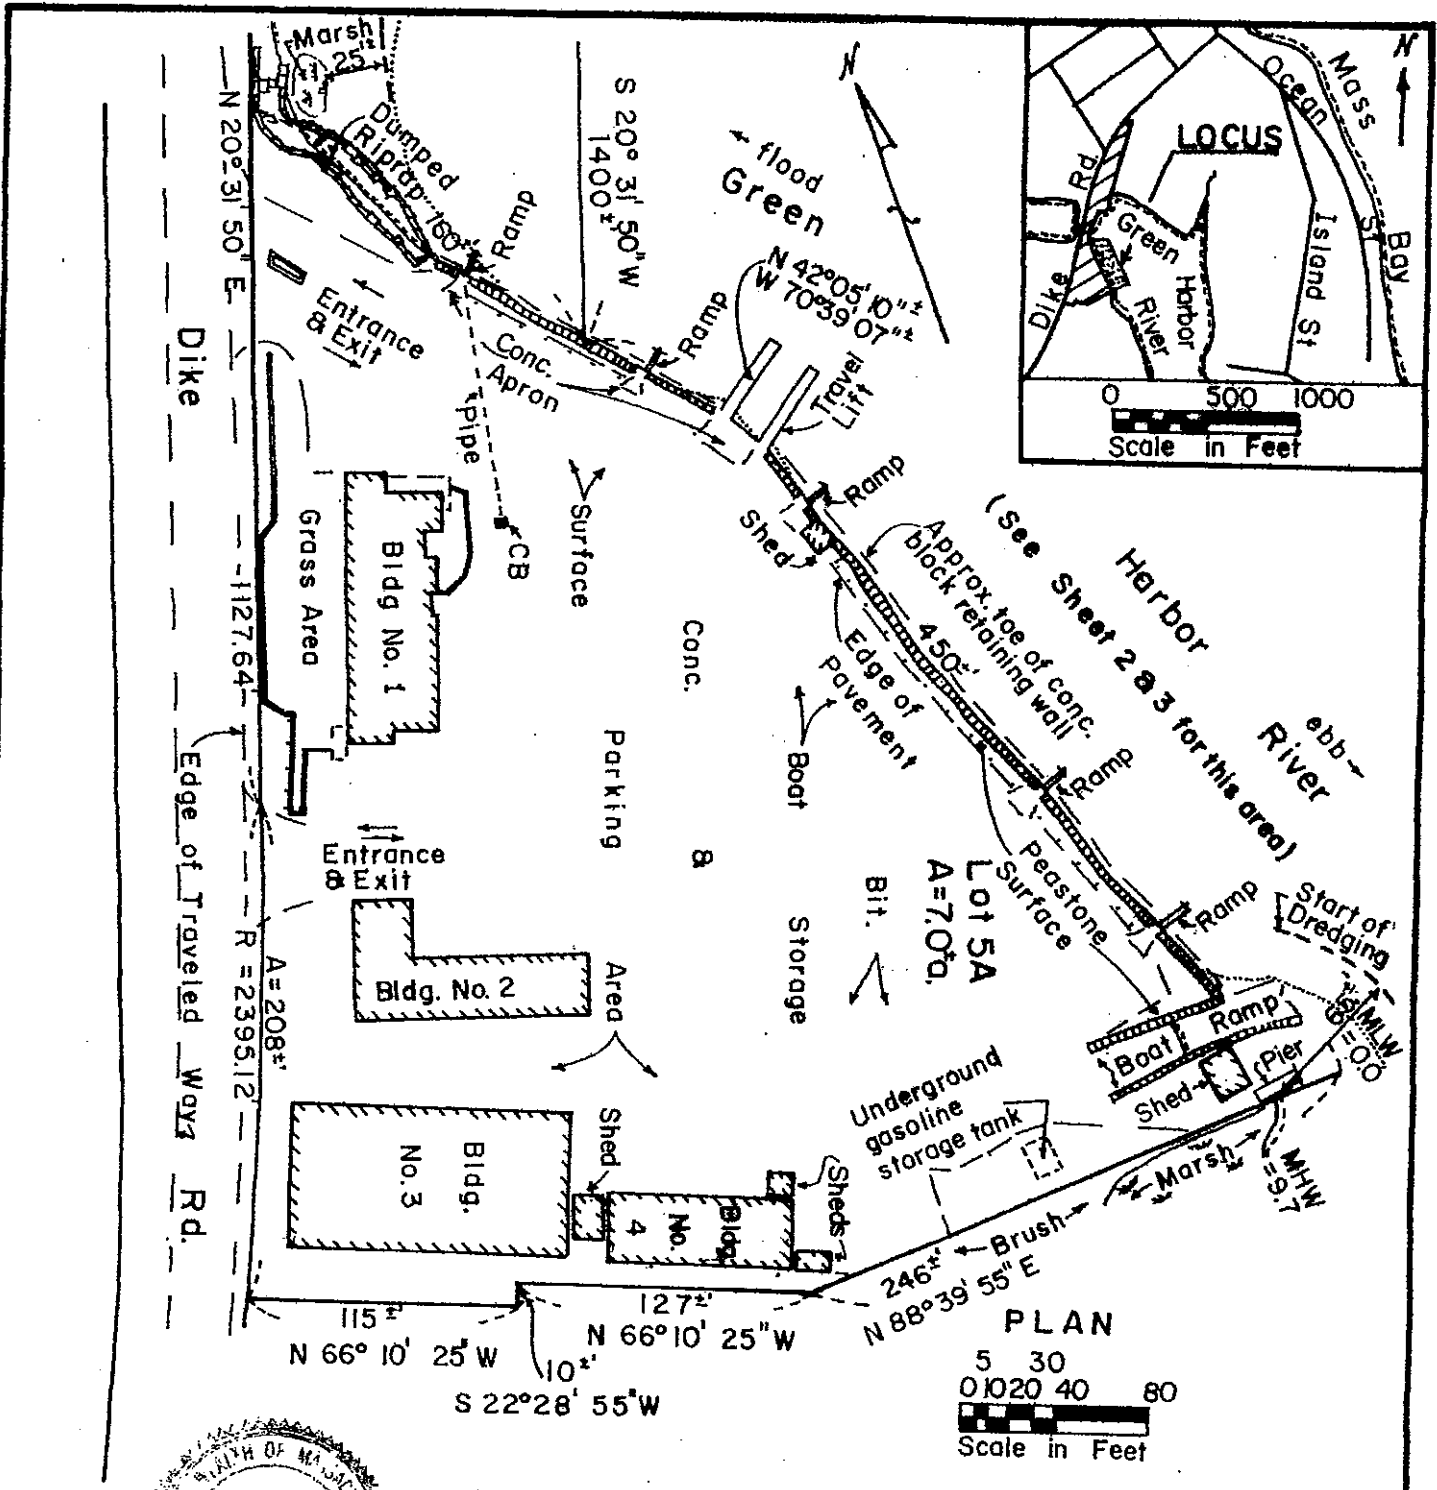 Marsh
25'±
Dumped
Riprap
160'±
Ramp
N 20° 31' 50" E
S 20° 31' 50" W
1400±'
N
flood
Green
N 42°05' 10"±
W 70°39' 07"±
Ramp
Travel
Lift
Entrance
& Exit
Conc.
Apron
Pipe
CB
Surface
Ramp
Shed
Approx. toe of conc.
block retaining wall
450±'
Edge of
Pavement
Harbor
(See Sheet 2 & 3 for this area)
River
ebb
Dike
Rd.
Grass Area
Bldg No. 1
1127.64
Edge of Traveled Way
R = 2395.12'
A = 208±'
Entrance
& Exit
Conc.
&
Parking
Area
Boat
Storage
Bit.
Lot 5A
A=7.0±a.
Peastone
Surface
Ramp
Ramp
Start of
Dredging
Boat
Ramp
Pier
Shed
MLW
= 0.0
MHW
= 9.7
Marsh
Brush
Underground
gasoline
storage tank
Bldg. No. 2
Bldg.
No. 3
Shed
Bldg.
No.
4
Sheds
115±'
N 66° 10' 25" W
10±'
S 22°28' 55" W
127±'
N 66°10' 25" W
246±'
N 88°39' 55" E
PLAN
5 30
0 10 20 40 80
Scale in Feet
N
Mass
Bay
Ocean
St
LOCUS
Rd
Dike
Green
Harbor
River
Island St
0 500 1000
Scale in Feet